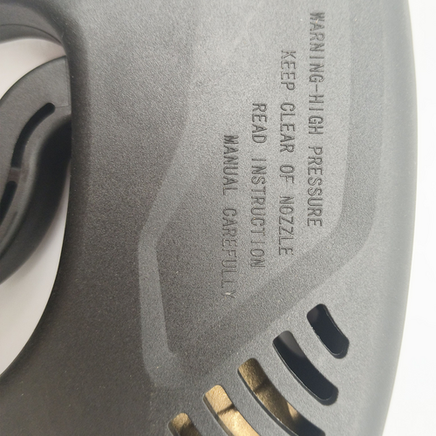 WARNING-HIGH PRESSURE
KEEP CLEAR OF NOZZLE
READ INSTRUCTION
MANUAL CAREFULLY